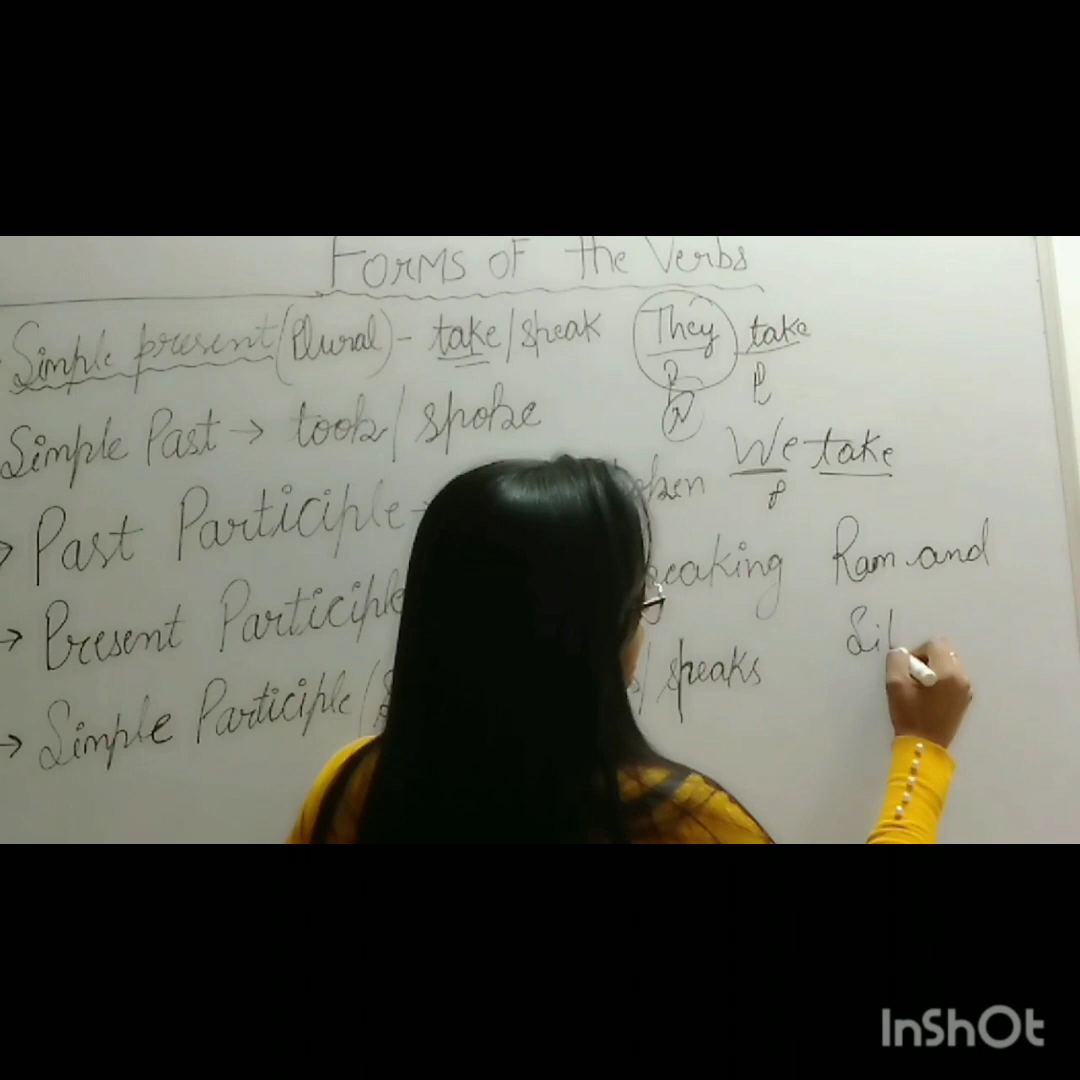 Forms of the Verbs
Simple present (Plural) - take/speak They take
P Pl
N
Simple Past → took/ spoke
We take
P
→ Past Participle →
→ Present Participle
Ram and
→ Simple Participle / speaks
InShOt